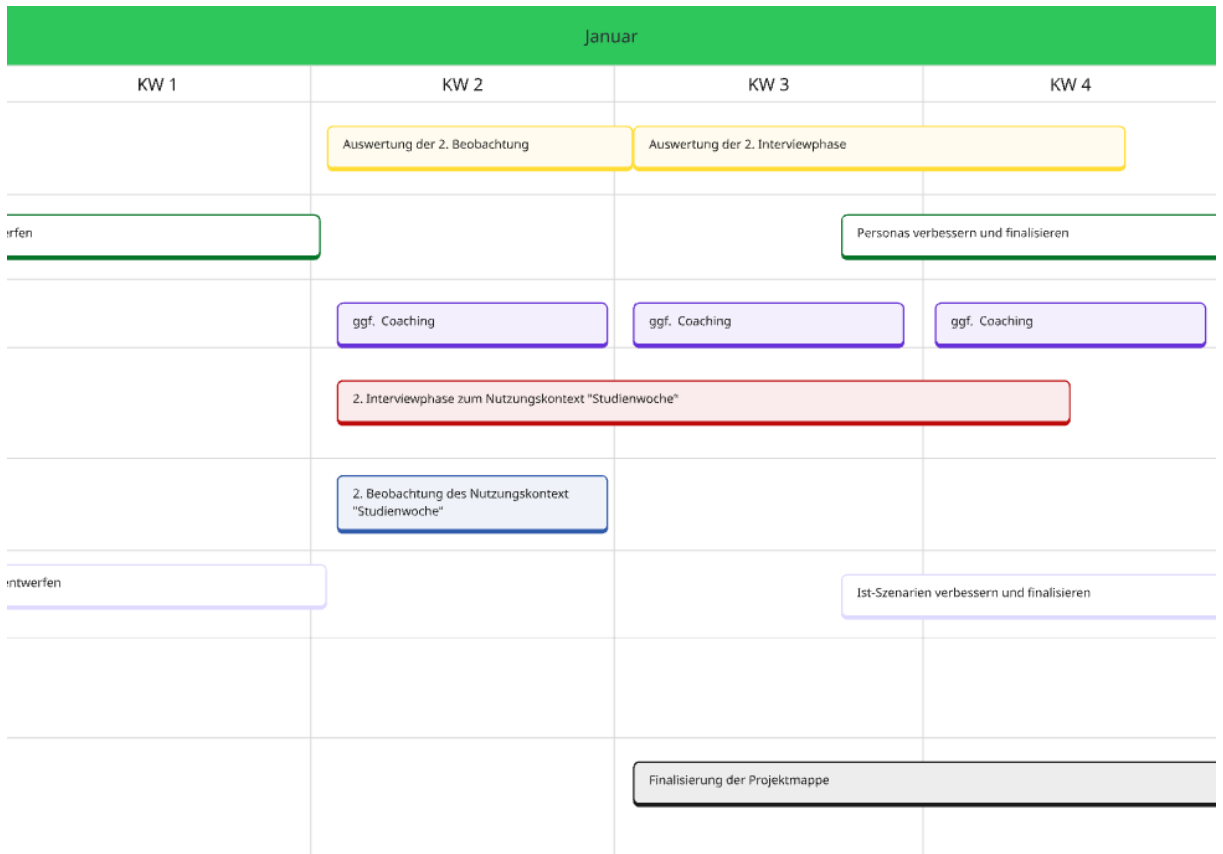 Januar
KW 1
KW 2
KW 3
KW 4
Auswertung der 2. Beobachtung
Auswertung der 2. Interviewphase
erfen
Personas verbessern und finalisieren
ggf. Coaching
ggf. Coaching
ggf. Coaching
2. Interviewphase zum Nutzungskontext "Studienwoche"
2. Beobachtung des Nutzungskontext
"Studienwoche"
entwerfen
Ist-Szenarien verbessern und finalisieren
Finalisierung der Projektmappe